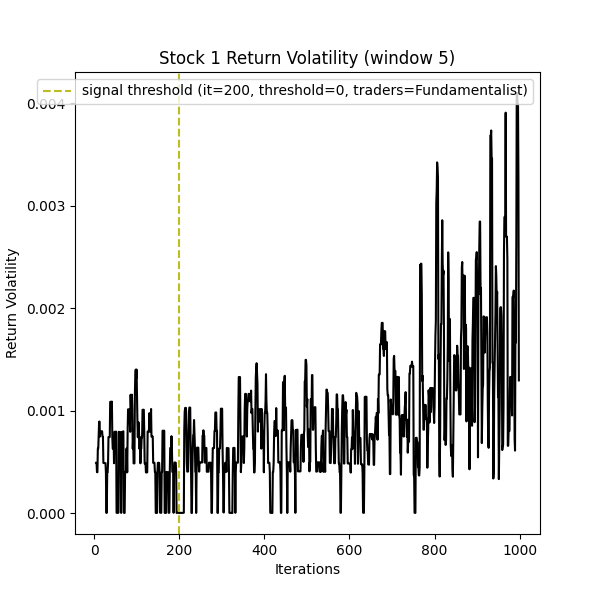 Stock 1 Return Volatility (window 5)
signal threshold (it=200, threshold=0, traders=Fundamentalist)
0.004
0.003
0.002
0.001
0.000
Return Volatility
0 200 400 600 800 1000
Iterations